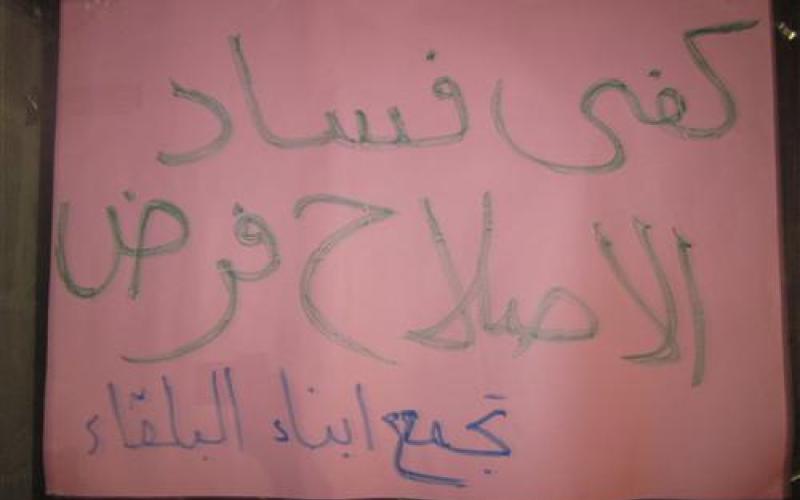 كفى فساد
الاصلاح فرض
تجمع ابناء البلقاء